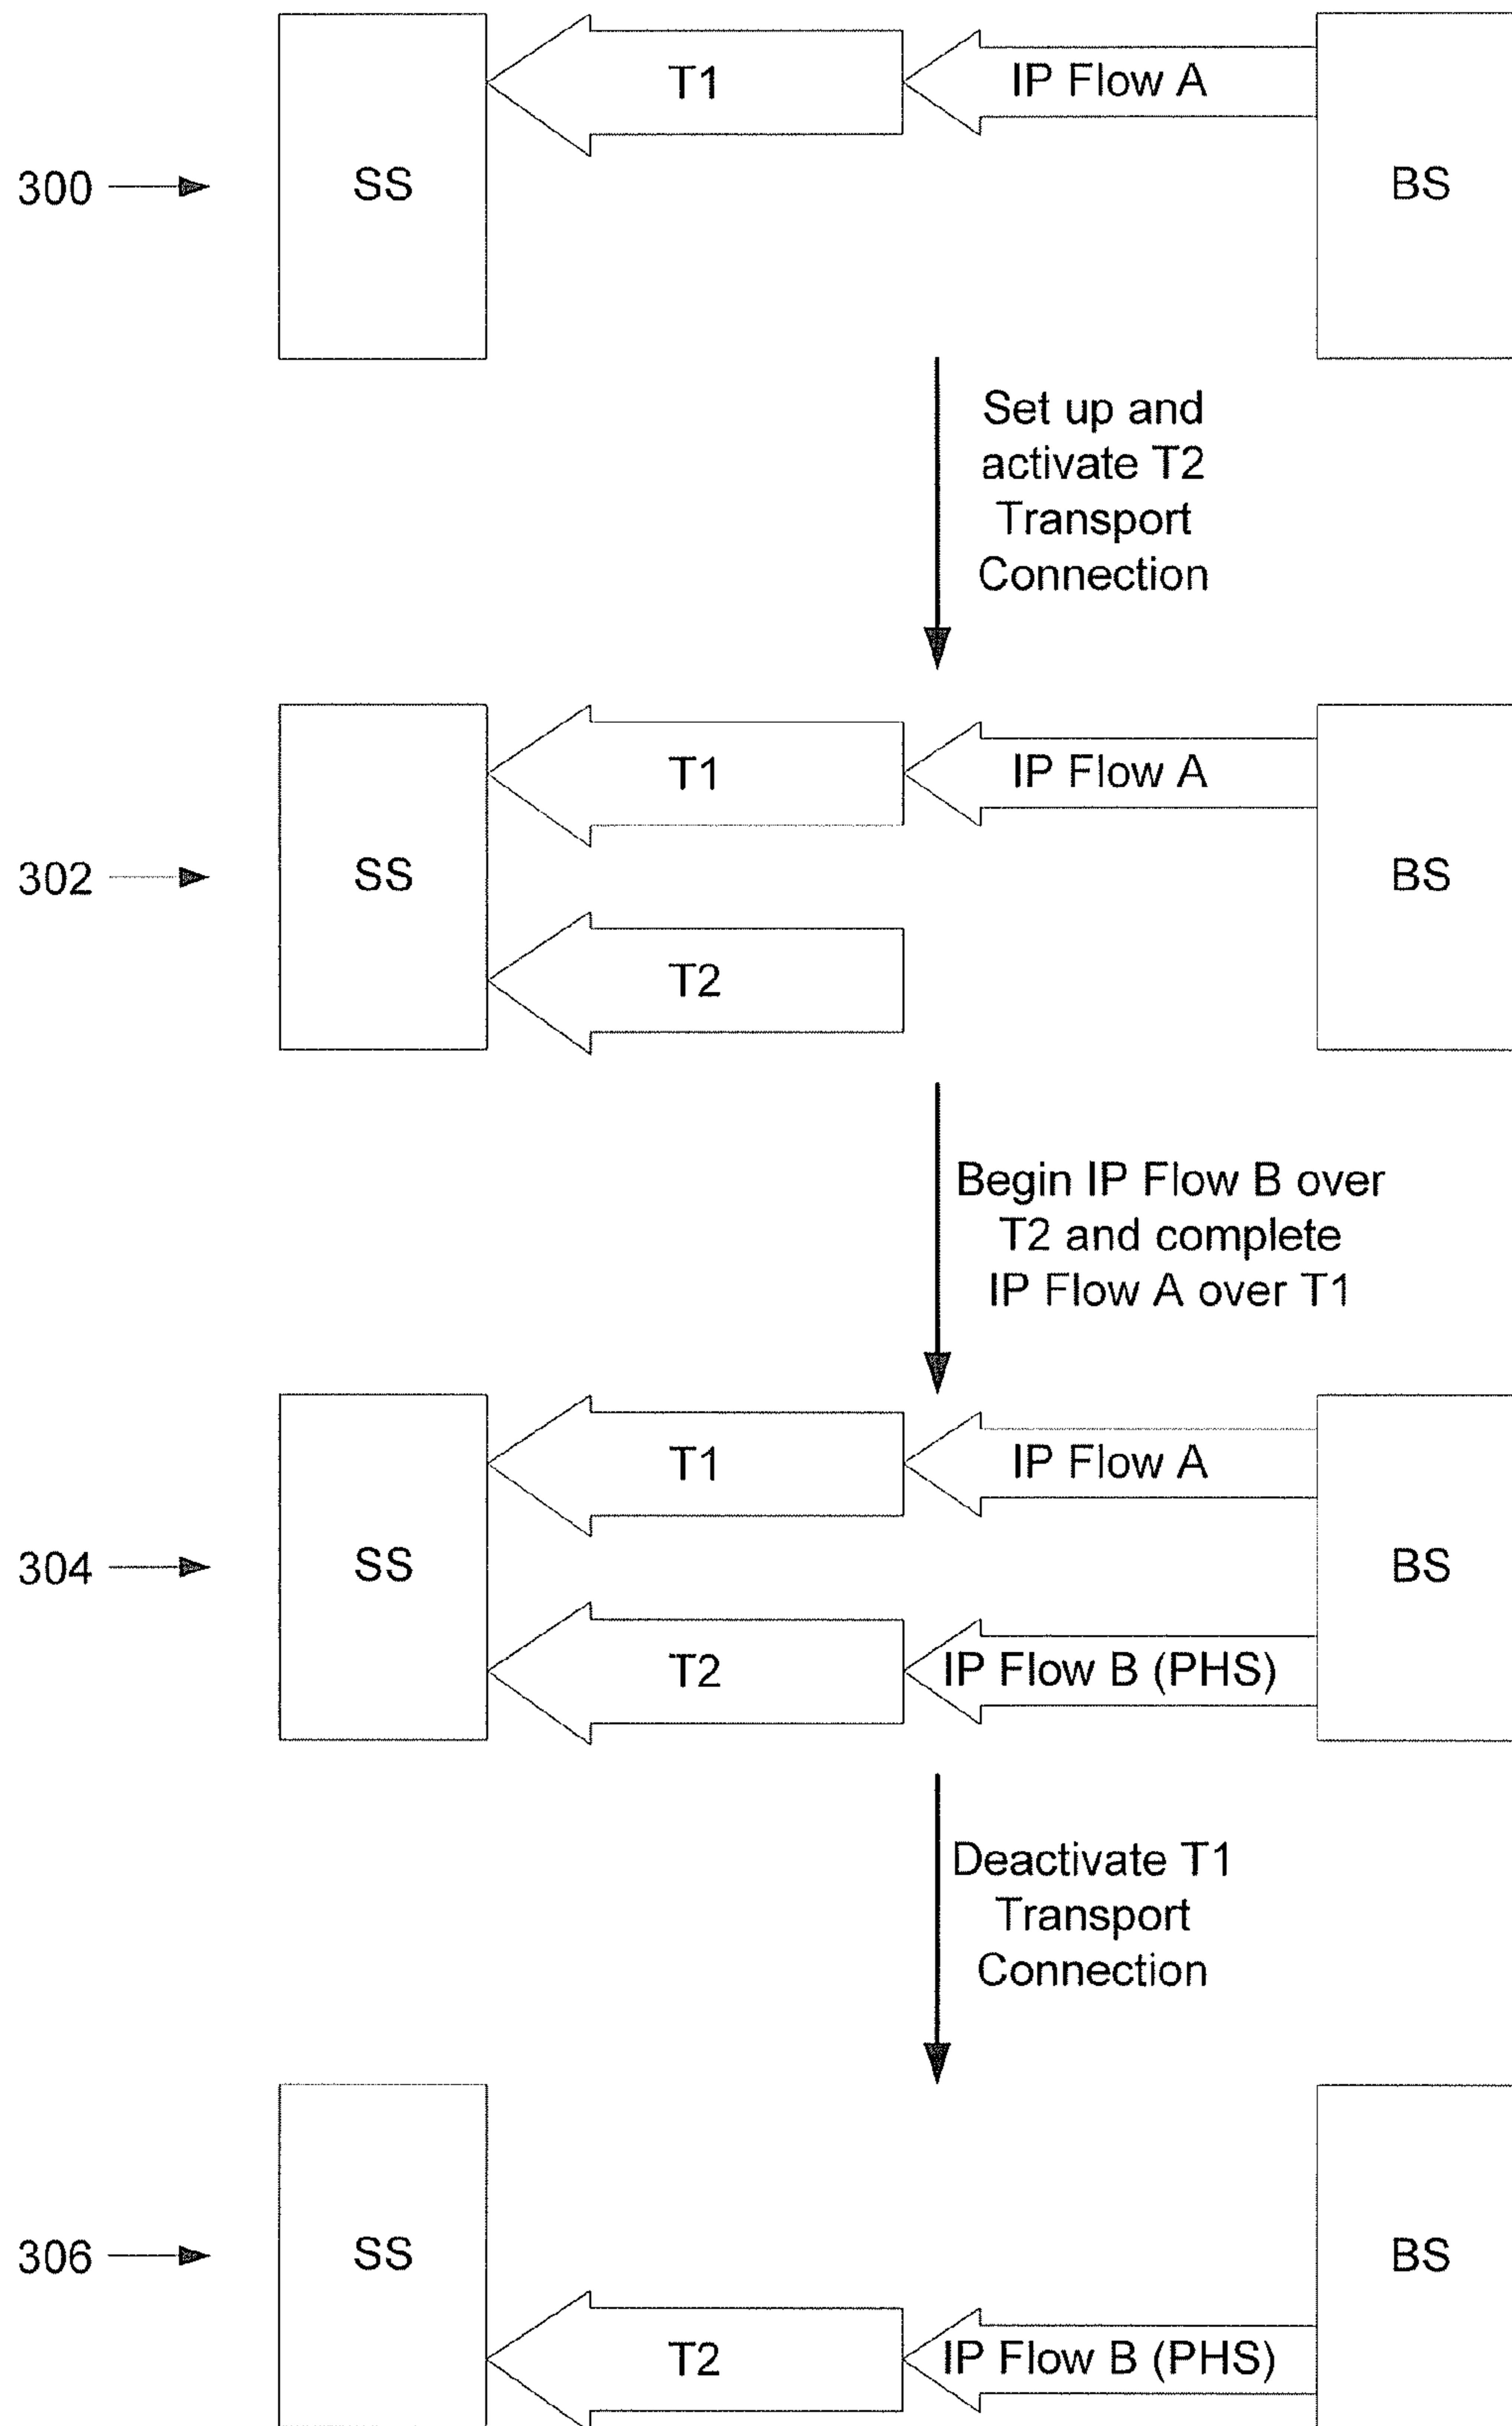 T1
IP Flow A
300
SS
BS
Set up and
activate T2
Transport
Connection
T1
IP Flow A
302
SS
BS
T2
Begin IP Flow B over
T2 and complete
IP Flow A over T1
T1
IP Flow A
304
SS
BS
T2
IP Flow B (PHS)
Deactivate T1
Transport
Connection
306
SS
BS
T2
IP Flow B (PHS)